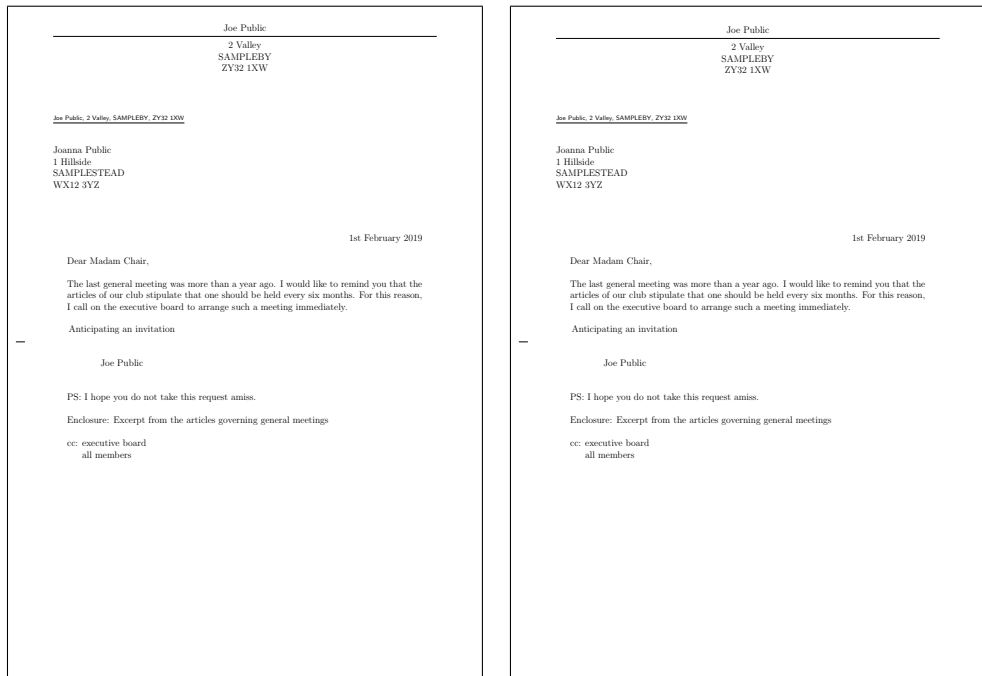 Joe Public
2 Valley
SAMPLEBY
ZY32 1XW
Joe Public, 2 Valley, SAMPLEBY, ZY32 1XW
Joanna Public
1 Hillside
SAMPLESTEAD
WX12 3YZ
1st February 2019
Dear Madam Chair,
The last general meeting was more than a year ago. I would like to remind you that the
articles of our club stipulate that one should be held every six months. For this reason,
I call on the executive board to arrange such a meeting immediately.
Anticipating an invitation
Joe Public
PS: I hope you do not take this request amiss.
Enclosure: Excerpt from the articles governing general meetings
cc: executive board
all members
Joe Public
2 Valley
SAMPLEBY
ZY32 1XW
Joe Public, 2 Valley, SAMPLEBY, ZY32 1XW
Joanna Public
1 Hillside
SAMPLESTEAD
WX12 3YZ
1st February 2019
Dear Madam Chair,
The last general meeting was more than a year ago. I would like to remind you that the
articles of our club stipulate that one should be held every six months. For this reason,
I call on the executive board to arrange such a meeting immediately.
Anticipating an invitation
Joe Public
PS: I hope you do not take this request amiss.
Enclosure: Excerpt from the articles governing general meetings
cc: executive board
all members